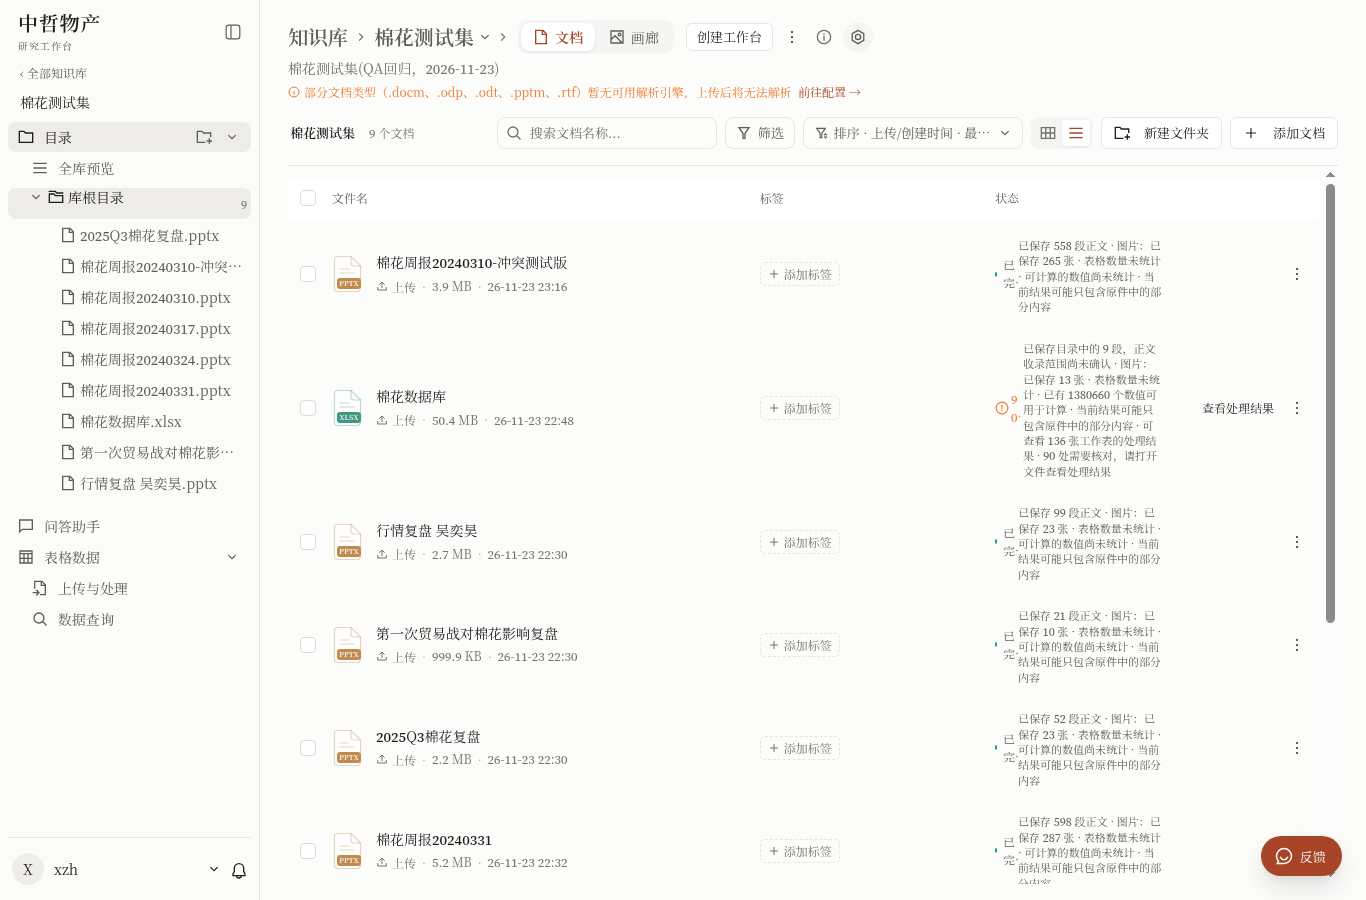 中哲物产
研究工作台
‹ 全部知识库
棉花测试集
目录
全库预览
库根目录
9
2025Q3棉花复盘.pptx
棉花周报20240310-冲突…
棉花周报20240310.pptx
棉花周报20240317.pptx
棉花周报20240324.pptx
棉花周报20240331.pptx
棉花数据库.xlsx
第一次贸易战对棉花影…
行情复盘 吴奕昊.pptx
问答助手
表格数据
上传与处理
数据查询
X xzh
知识库 › 棉花测试集 › 文档 画廊 创建工作台
棉花测试集(QA回归，2026-11-23)
部分文档类型（.docm、.odp、.odt、.pptm、.rtf）暂无可用解析引擎，上传后将无法解析 前往配置 →
棉花测试集 9 个文档 搜索文档名称... 筛选 排序 · 上传/创建时间 · 最… 新建文件夹 + 添加文档
文件名 标签 状态
PPTX
棉花周报20240310-冲突测试版
上传 · 3.9 MB · 26-11-23 23:16
+ 添加标签
已
完
已保存 558 段正文 · 图片：已
保存 265 张 · 表格数量未统计
· 可计算的数值尚未统计 · 当
前结果可能只包含原件中的部
分内容
XLSX
棉花数据库
上传 · 50.4 MB · 26-11-23 22:48
+ 添加标签
9
0
已保存目录中的 9 段，正文
收录范围尚未确认 · 图片：
已保存 13 张 · 表格数量未统
计 · 已有 1380660 个数值可
用于计算 · 当前结果可能只
包含原件中的部分内容 · 可
查看 136 张工作表的处理结
果 · 90 处需要核对，请打开
文件查看处理结果
查看处理结果
PPTX
行情复盘 吴奕昊
上传 · 2.7 MB · 26-11-23 22:30
+ 添加标签
已
完
已保存 99 段正文 · 图片：已
保存 23 张 · 表格数量未统计 ·
可计算的数值尚未统计 · 当前
结果可能只包含原件中的部分
内容
PPTX
第一次贸易战对棉花影响复盘
上传 · 999.9 KB · 26-11-23 22:30
+ 添加标签
已
完
已保存 21 段正文 · 图片：已
保存 10 张 · 表格数量未统计 ·
可计算的数值尚未统计 · 当前
结果可能只包含原件中的部分
内容
PPTX
2025Q3棉花复盘
上传 · 2.2 MB · 26-11-23 22:30
+ 添加标签
已
完
已保存 52 段正文 · 图片：已
保存 23 张 · 表格数量未统计 ·
可计算的数值尚未统计 · 当前
结果可能只包含原件中的部分
内容
PPTX
棉花周报20240331
上传 · 5.2 MB · 26-11-23 22:32
+ 添加标签
已
完
已保存 598 段正文 · 图片：已
保存 287 张 · 表格数量未统计
· 可计算的数值尚未统计 · 当
前结果可能只包含原件中的部
分内容
反馈